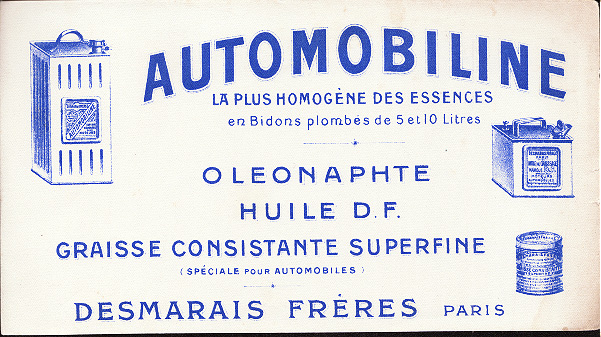 AUTOMOBILINE
LA PLUS HOMOGÈNE DES ESSENCES
en Bidons plombés de 5 et 10 Litres
OLEONAPHTE
HUILE D.F.
GRAISSE CONSISTANTE SUPERFINE
(SPÉCIALE POUR AUTOMOBILES)
DESMARAIS FRÈRES PARIS